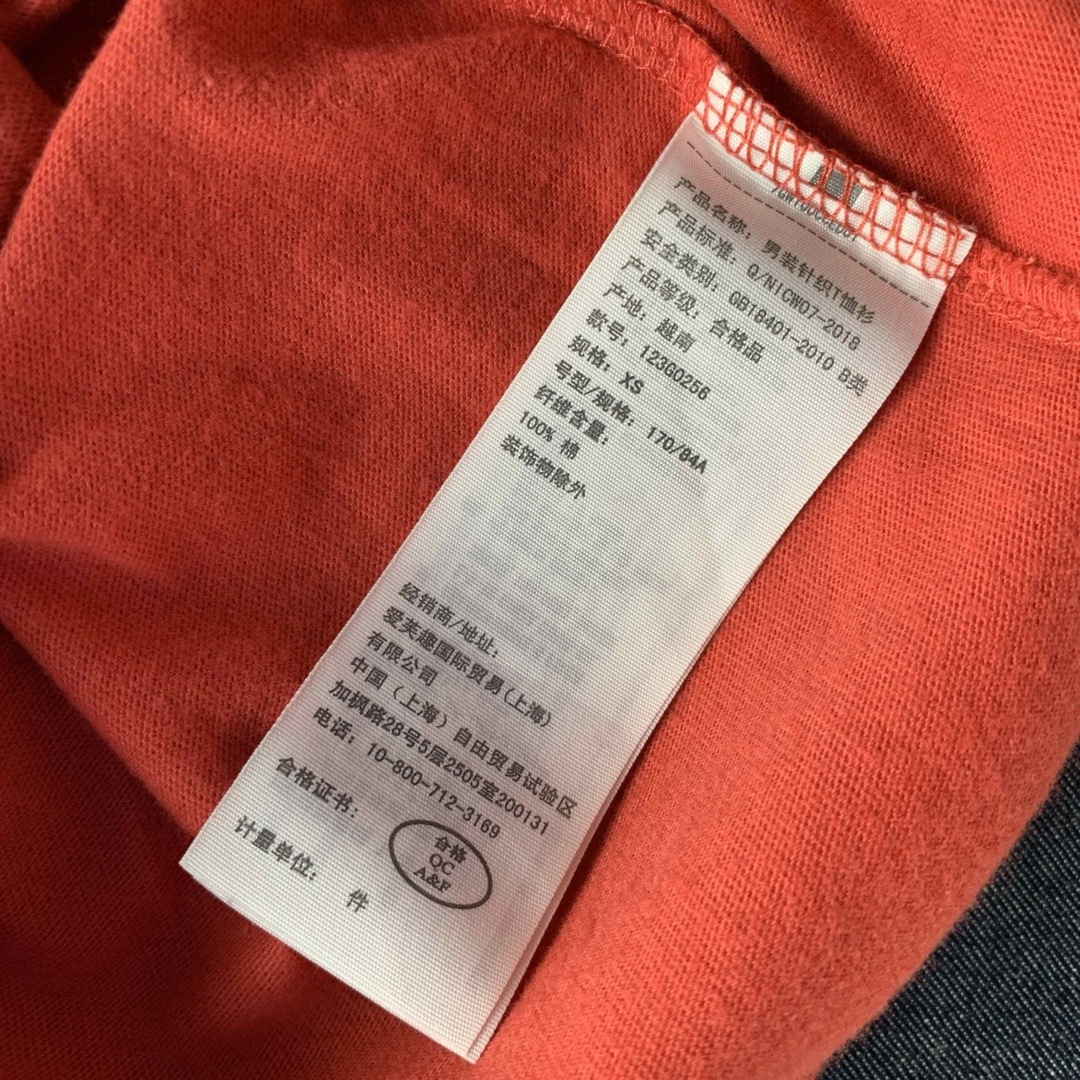 产品名称: 男装针织T恤衫
产品标准: Q/NICW07-2018
安全类别: GB18401-2010 B类
产品等级: 合格品
产地: 越南
款号: 123G0256
规格: XS
号型/规格: 170/84A
纤维含量:
100% 棉
装饰物除外
经销商/地址:
爱芙趣国际贸易(上海)
有限公司
中国 (上海) 自由贸易试验区
加枫路28号5层2505室200131
电话: 10-800-712-3169
合格证书:
合格
QC
A&F
计量单位: 件